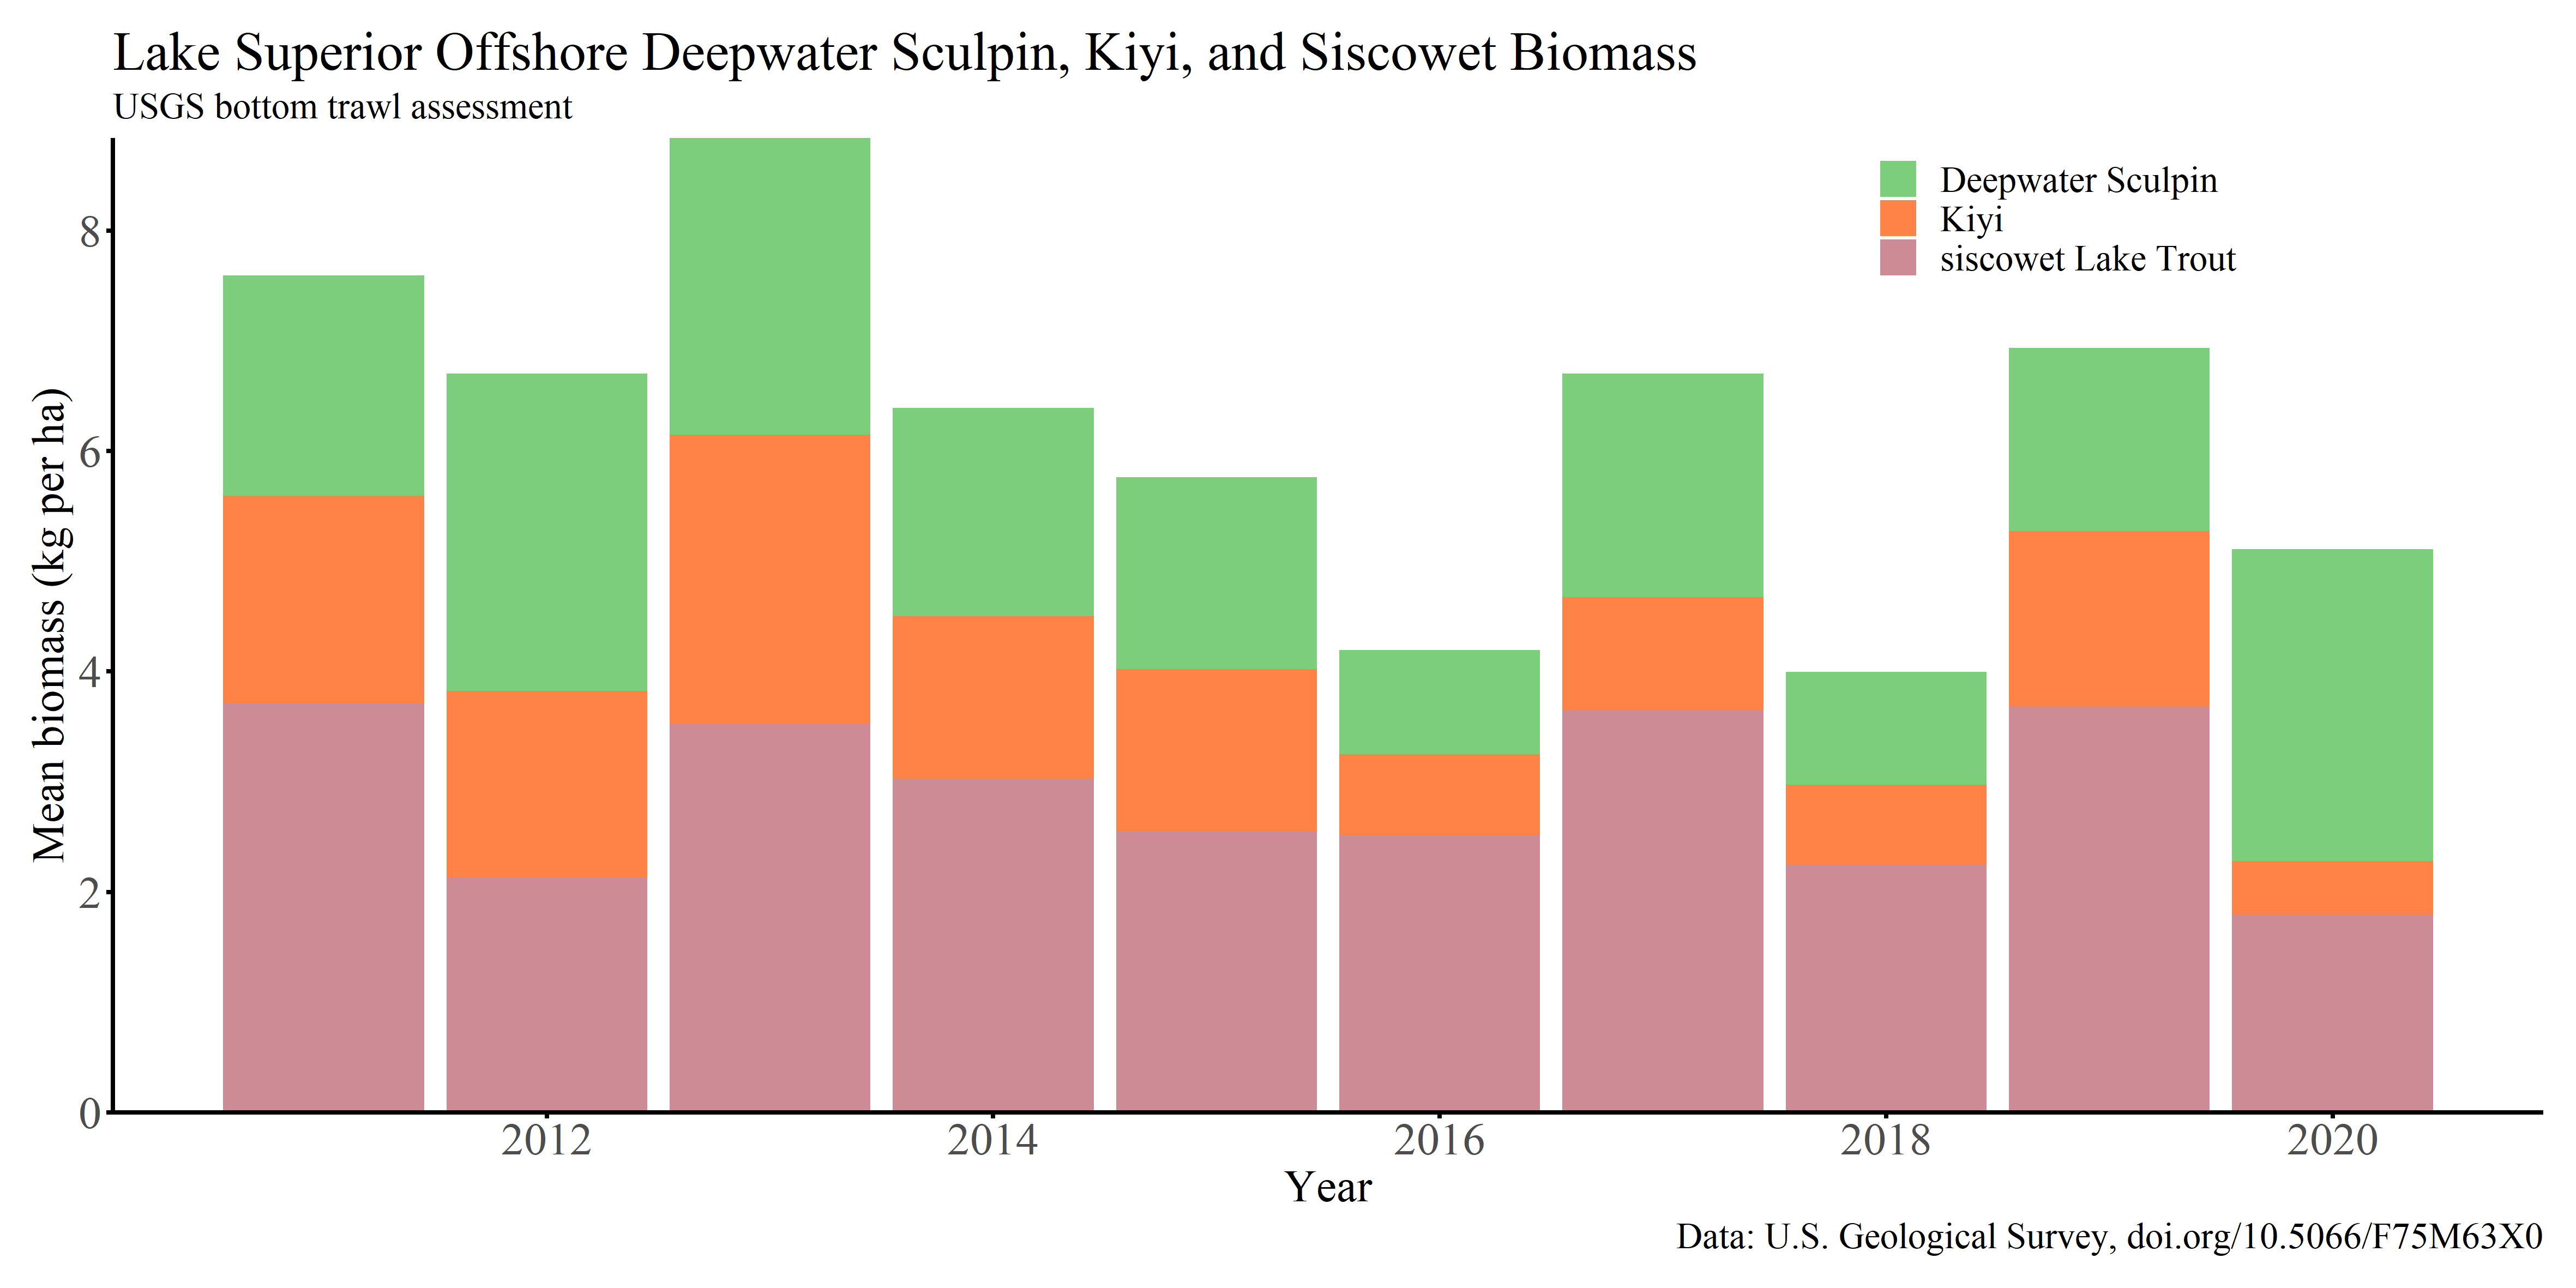 Lake Superior Offshore Deepwater Sculpin, Kiyi, and Siscowet Biomass
USGS bottom trawl assessment
Deepwater Sculpin
Kiyi
siscowet Lake Trout
Mean biomass (kg per ha)
8
6
4
2
0
2012 2014 2016 2018 2020
Year
Data: U.S. Geological Survey, doi.org/10.5066/F75M63X0